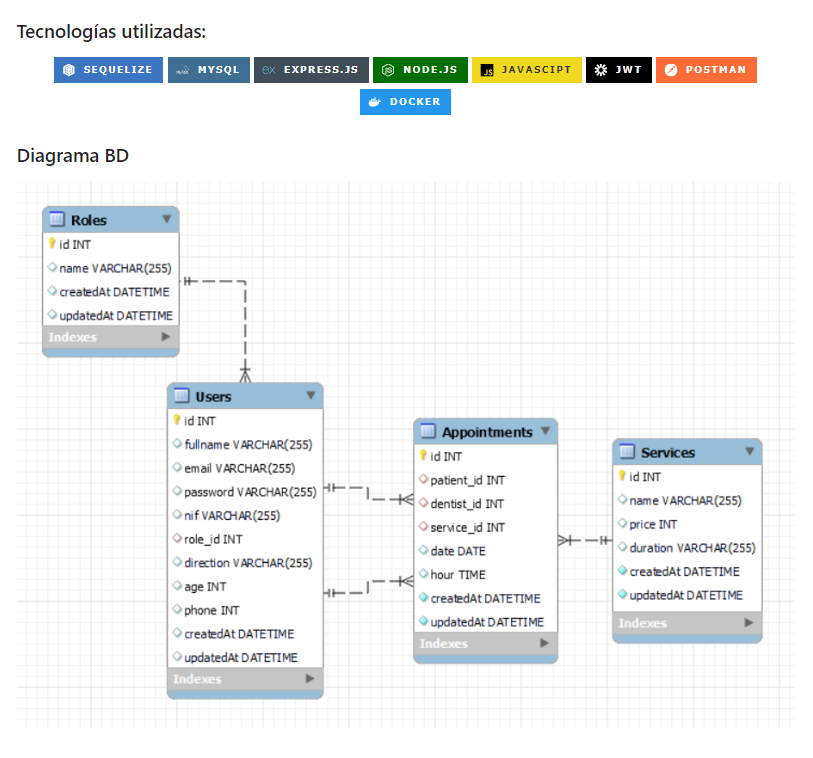 Tecnologías utilizadas:
SEQUELIZE MYSQL EXPRESS.JS NODE.JS JAVASCIPT JWT POSTMAN
DOCKER
Diagrama BD
Roles
id INT
name VARCHAR(255)
createdAt DATETIME
updatedAt DATETIME
Indexes
Users
id INT
fullname VARCHAR(255)
email VARCHAR(255)
password VARCHAR(255)
nif VARCHAR(255)
role_id INT
direction VARCHAR(255)
age INT
phone INT
createdAt DATETIME
updatedAt DATETIME
Indexes
Appointments
id INT
patient_id INT
dentist_id INT
service_id INT
date DATE
hour TIME
createdAt DATETIME
updatedAt DATETIME
Indexes
Services
id INT
name VARCHAR(255)
price INT
duration VARCHAR(255)
createdAt DATETIME
updatedAt DATETIME
Indexes